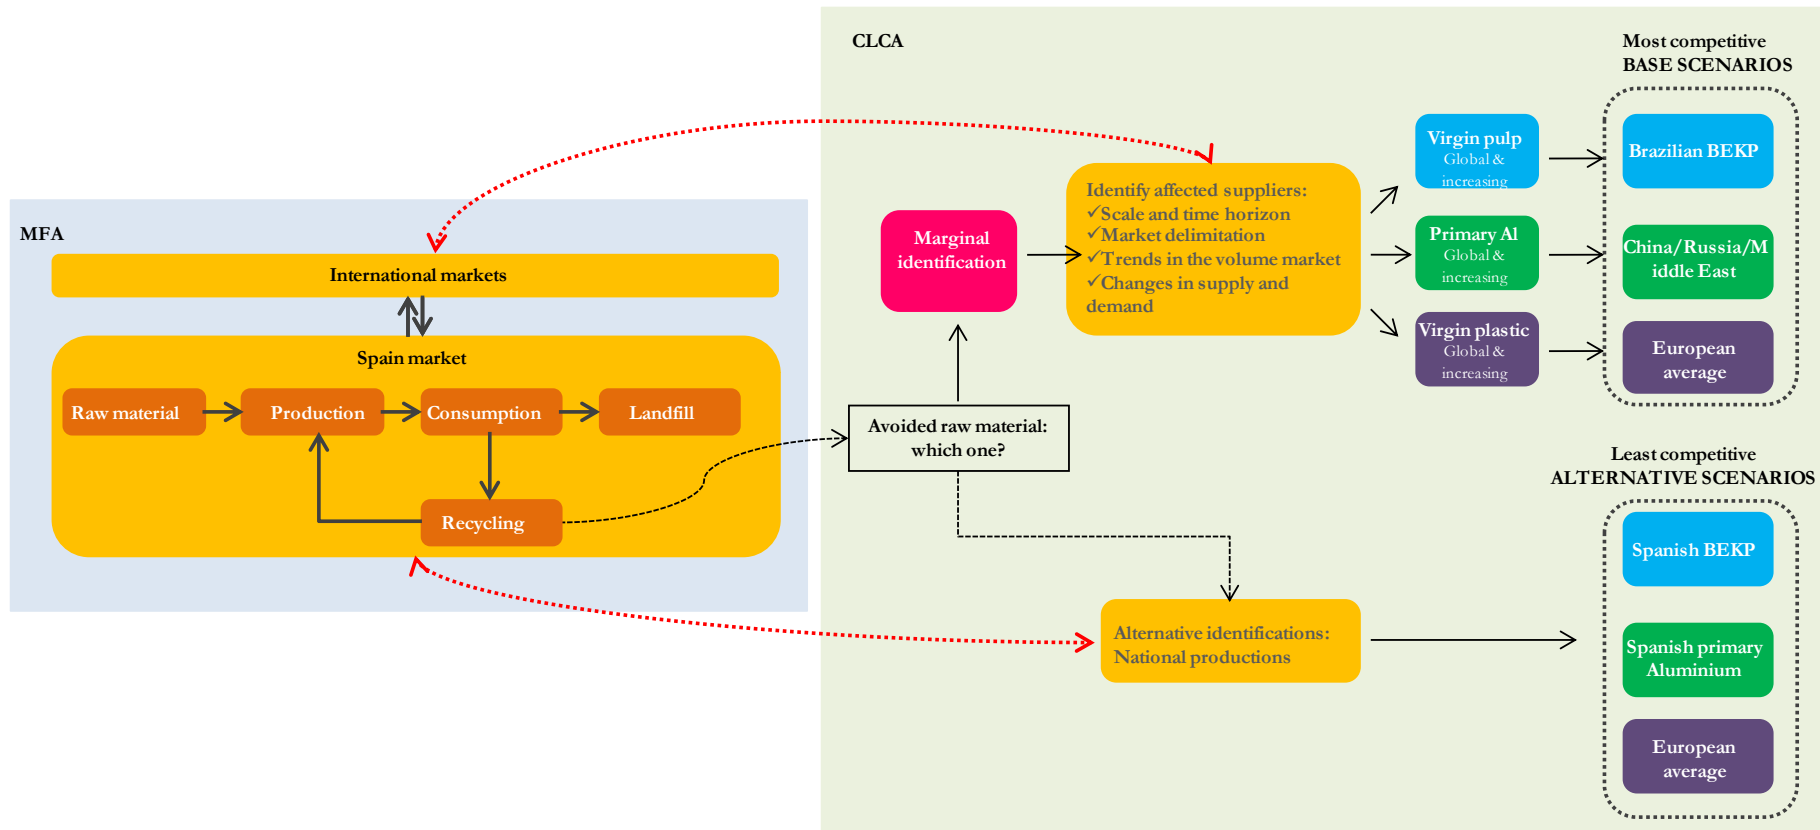 MFA
International markets
Spain market
Raw material
Production
Consumption
Landfill
Recycling
CLCA
Avoided raw material:
which one?
Marginal
identification
Identify affected suppliers:
✓Scale and time horizon
✓Market delimitation
✓Trends in the volume market
✓Changes in supply and
demand
Virgin pulp
Global &
increasing
Primary Al
Global &
increasing
Virgin plastic
Global &
increasing
Most competitive
BASE SCENARIOS
Brazilian BEKP
China/Russia/M
iddle East
European
average
Alternative identifications:
National productions
Least competitive
ALTERNATIVE SCENARIOS
Spanish BEKP
Spanish primary
Aluminium
European
average